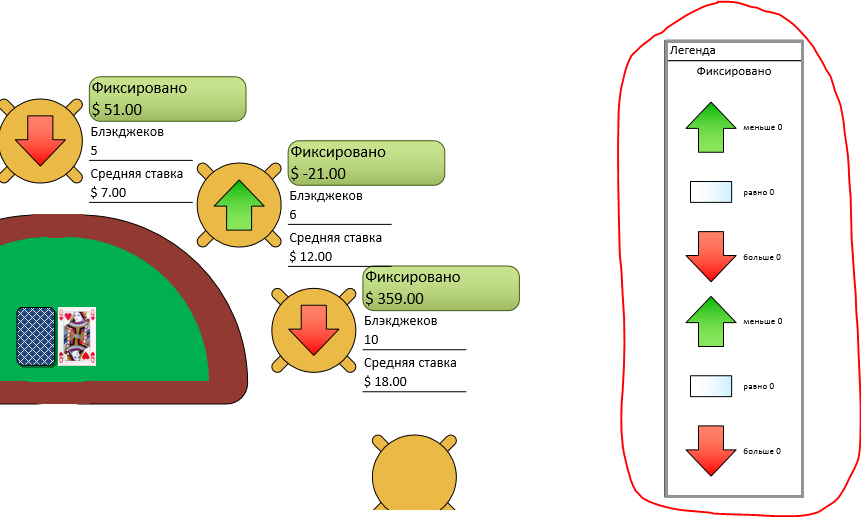 Фиксировано
$ 51.00
Блэкджеков
5
Средняя ставка
$ 7.00
Фиксировано
$ -21.00
Блэкджеков
6
Средняя ставка
$ 12.00
Фиксировано
$ 359.00
Блэкджеков
10
Средняя ставка
$ 18.00
Легенда
Фиксировано
меньше 0
равно 0
больше 0
меньше 0
равно 0
больше 0